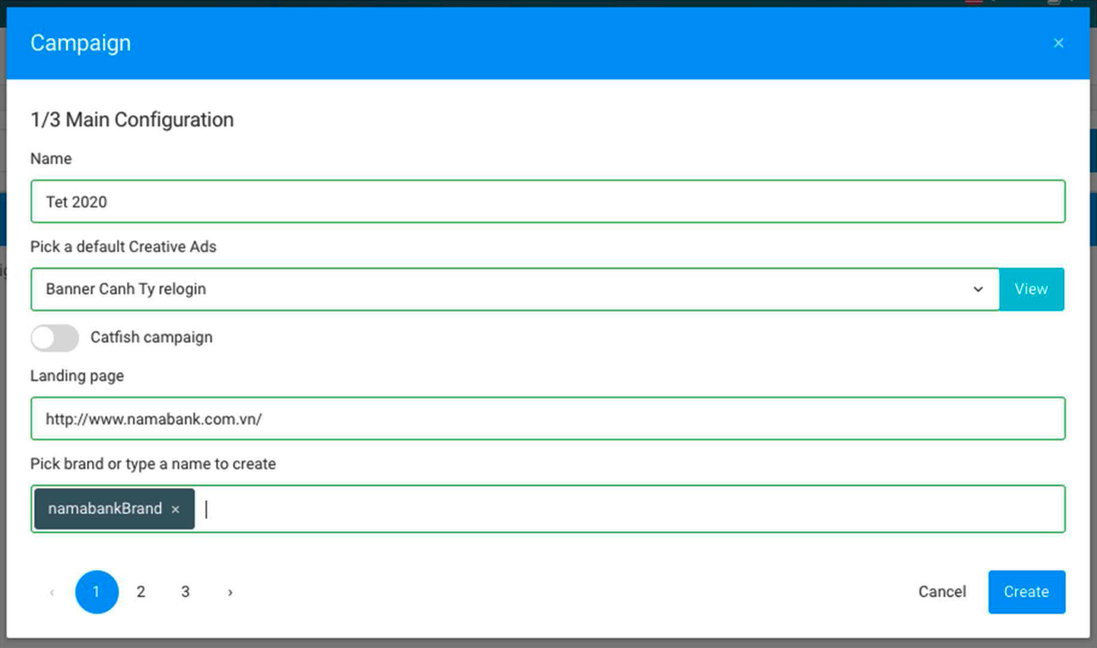 Campaign ×
1/3 Main Configuration
Name
Tet 2020
Pick a default Creative Ads
Banner Canh Ty relogin View
Catfish campaign
Landing page
http://www.namabank.com.vn/
Pick brand or type a name to create
namabankBrand ×
‹ 1 2 3 › Cancel Create